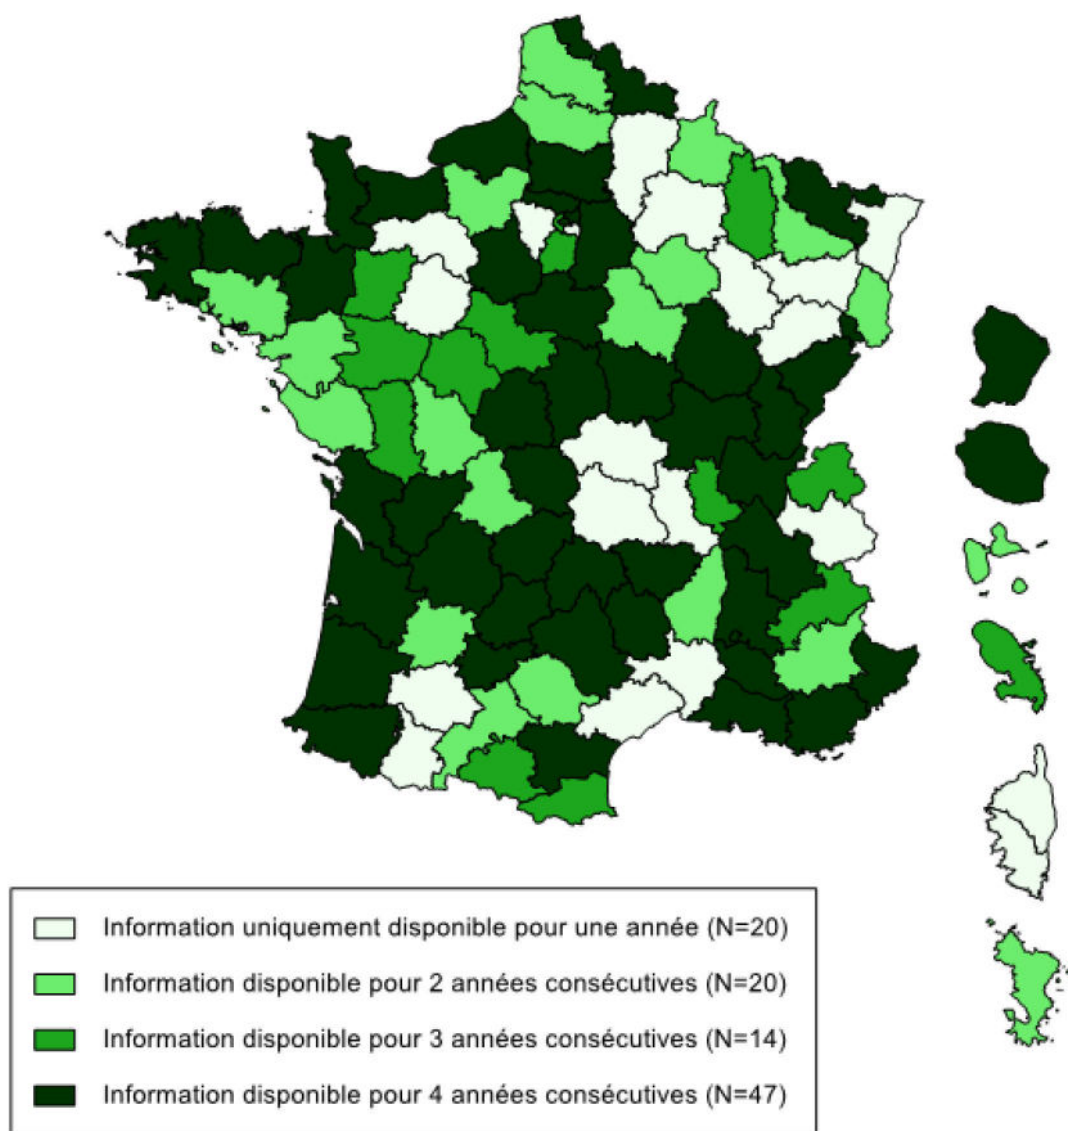 Information uniquement disponible pour une année (N=20)
Information disponible pour 2 années consécutives (N=20)
Information disponible pour 3 années consécutives (N=14)
Information disponible pour 4 années consécutives (N=47)